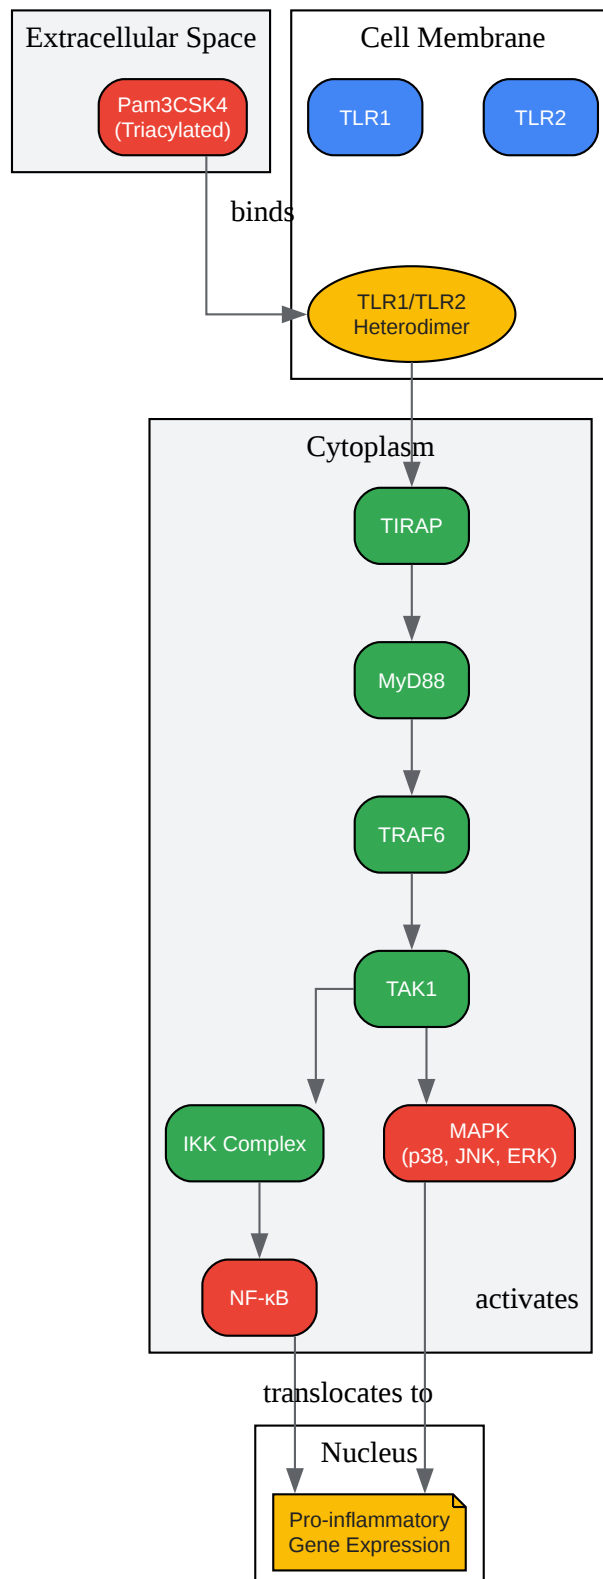 Extracellular Space
Cell Membrane
Pam3CSK4
(Triacylated)
TLR1
TLR2
binds
TLR1/TLR2
Heterodimer
Cytoplasm
TIRAP
MyD88
TRAF6
TAK1
IKK Complex
MAPK
(p38, JNK, ERK)
NF-κB
activates
translocates to
Nucleus
Pro-inflammatory
Gene Expression